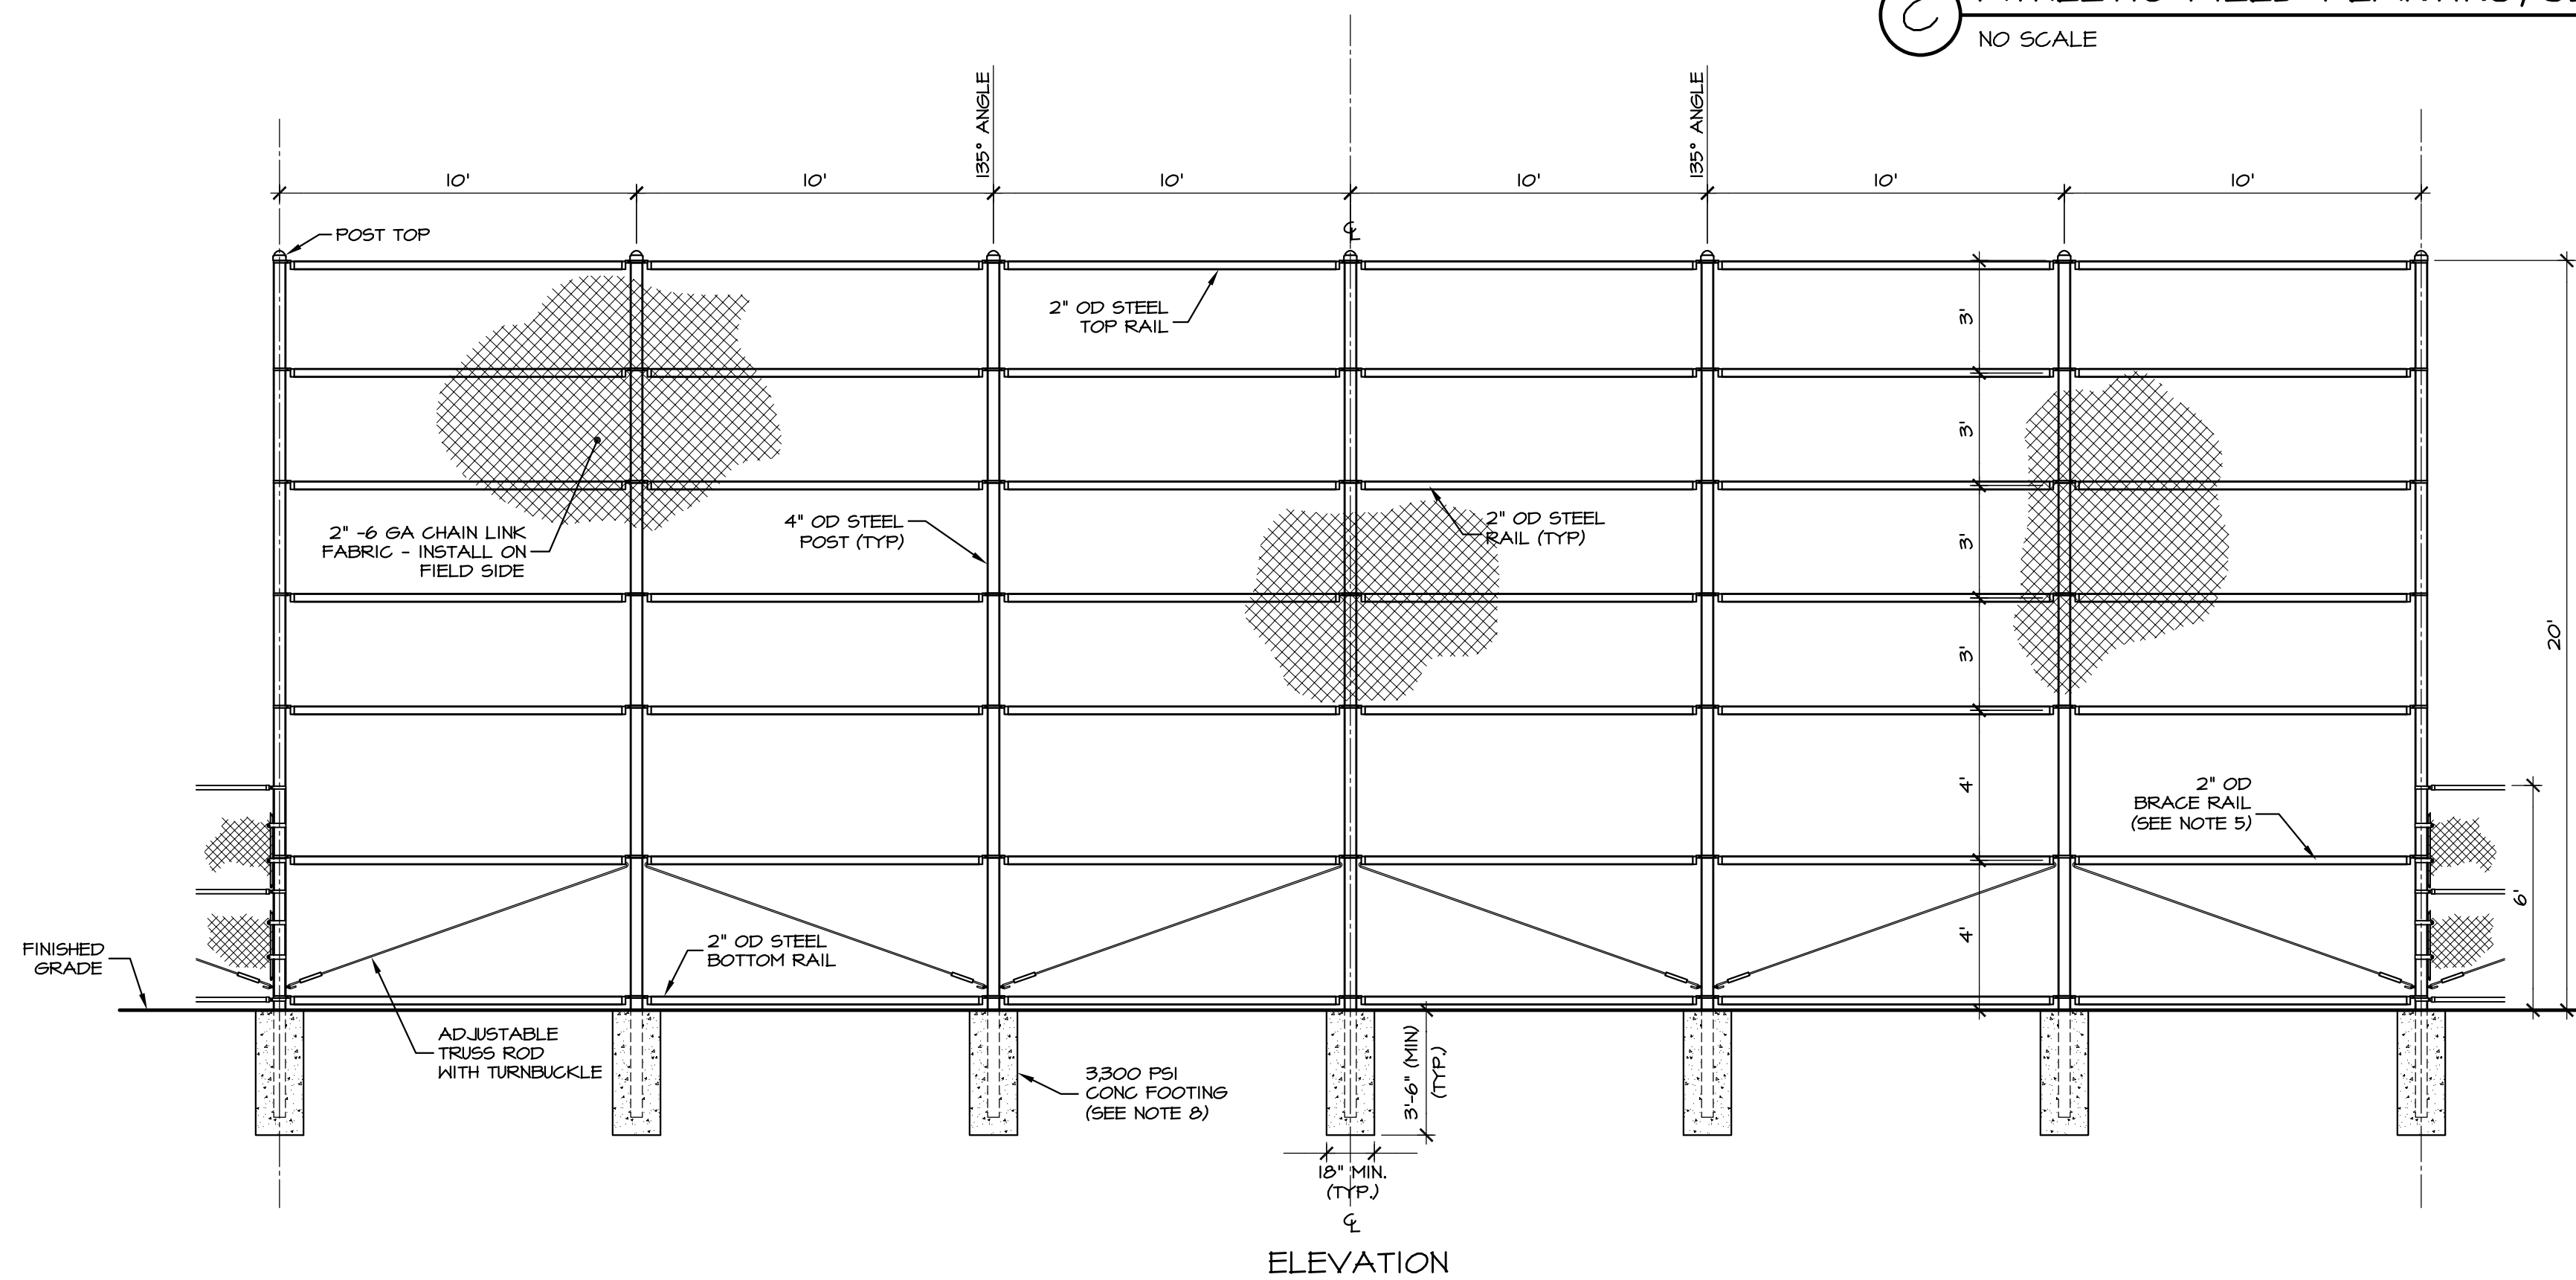 C
NO SCALE
135° ANGLE
135° ANGLE
10'
10'
10'
10'
10'
10'
℄
POST TOP
2" OD STEEL
TOP RAIL
3'
3'
3'
3'
4'
4'
20'
6'
2" -6 GA CHAIN LINK
FABRIC - INSTALL ON
FIELD SIDE
4" OD STEEL
POST (TYP)
2" OD STEEL
RAIL (TYP)
2" OD
BRACE RAIL
(SEE NOTE 5)
FINISHED
GRADE
2" OD STEEL
BOTTOM RAIL
ADJUSTABLE
TRUSS ROD
WITH TURNBUCKLE
3,300 PSI
CONC FOOTING
(SEE NOTE 8)
3'-6" (MIN)
(TYP.)
18" MIN.
(TYP.)
℄
ELEVATION